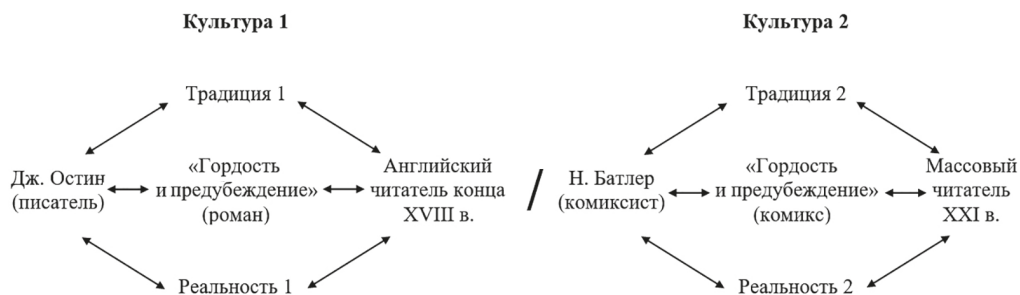 Культура 1
Традиция 1
Дж. Остин
(писатель)
«Гордость
и предубеждение»
(роман)
Английский
читатель конца
XVIII в.
Реальность 1
/
Культура 2
Традиция 2
Н. Батлер
(комиксист)
«Гордость
и предубеждение»
(комикс)
Массовый
читатель
XXI в.
Реальность 2